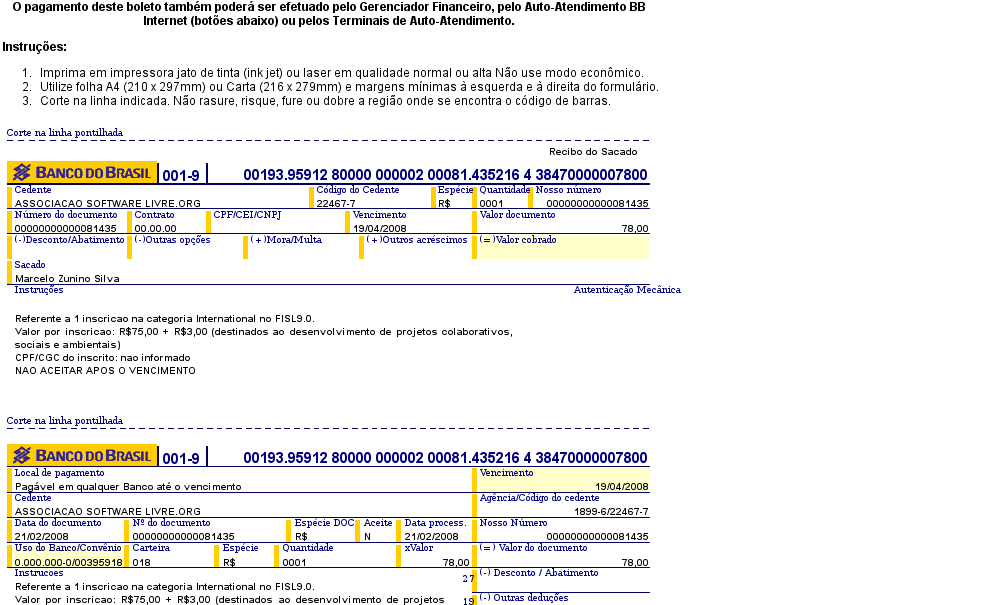 O pagamento deste boleto também poderá ser efetuado pelo Gerenciador Financeiro, pelo Auto-Atendimento BB
Internet (botões abaixo) ou pelos Terminais de Auto-Atendimento.
Instruções:
1. Imprima em impressora jato de tinta (ink jet) ou laser em qualidade normal ou alta Não use modo econômico.
2. Utilize folha A4 (210 x 297mm) ou Carta (216 x 279mm) e margens mínimas à esquerda e à direita do formulário.
3. Corte na linha indicada. Não rasure, risque, fure ou dobre a região onde se encontra o código de barras.
Corte na linha pontilhada
Recibo do Sacado
BANCO DO BRASIL 001-9 00193.95912 80000 000002 00081.435216 4 38470000007800
Cedente Código do Cedente Espécie Quantidade Nosso número
ASSOCIACAO SOFTWARE LIVRE.ORG 22467-7 R$ 0001 00000000000081435
Número do documento Contrato CPF/CEI/CNPJ Vencimento Valor documento
00000000000081435 00.00.00 19/04/2008 78,00
(-)Desconto/Abatimento (-)Outras opções (+)Mora/Multa (+)Outros acréscimos (=)Valor cobrado
Sacado
Marcelo Zunino Silva
Instruções Autenticação Mecânica
Referente a 1 inscricao na categoria International no FISL9.0.
Valor por inscricao: R$75,00 + R$3,00 (destinados ao desenvolvimento de projetos colaborativos,
sociais e ambientais)
CPF/CGC do inscrito: nao informado
NAO ACEITAR APOS O VENCIMENTO
Corte na linha pontilhada
BANCO DO BRASIL 001-9 00193.95912 80000 000002 00081.435216 4 38470000007800
Local de pagamento Vencimento
Pagável em qualquer Banco até o vencimento 19/04/2008
Cedente Agência/Código do cedente
ASSOCIACAO SOFTWARE LIVRE.ORG 1899-6/22467-7
Data do documento Nº do documento Espécie DOC Aceite Data process. Nosso Número
21/02/2008 00000000000081435 R$ N 21/02/2008 00000000000081435
Uso do Banco/Convênio Carteira Espécie Quantidade xValor (=) Valor do documento
0.000.000-0/00395918 018 R$ 0001 78,00 78,00
Instrucoes 27 (-) Desconto / Abatimento
Referente a 1 inscricao na categoria International no FISL9.0.
Valor por inscricao: R$75,00 + R$3,00 (destinados ao desenvolvimento de projetos 19 (-) Outras deduções